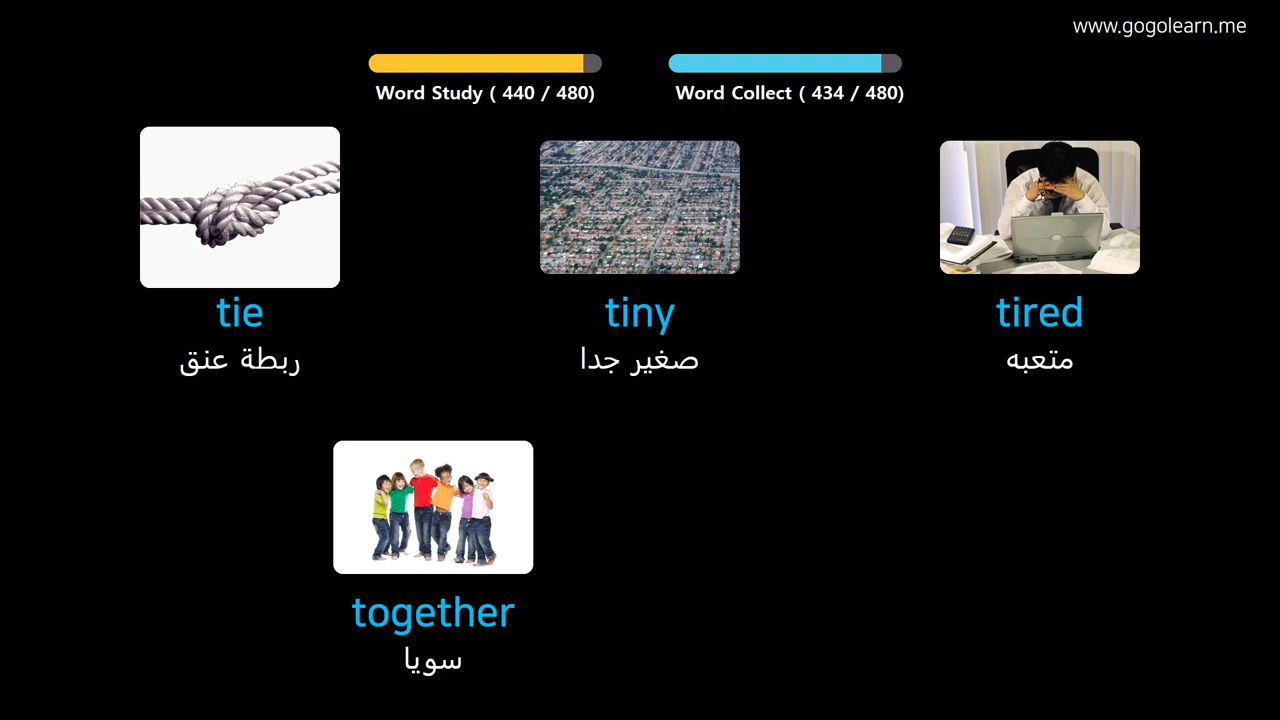 www.gogolearn.me
Word Study ( 440 / 480)
Word Collect ( 434 / 480)
tie
ربطة عنق
tiny
صغير جدا
tired
متعبه
together
سويا